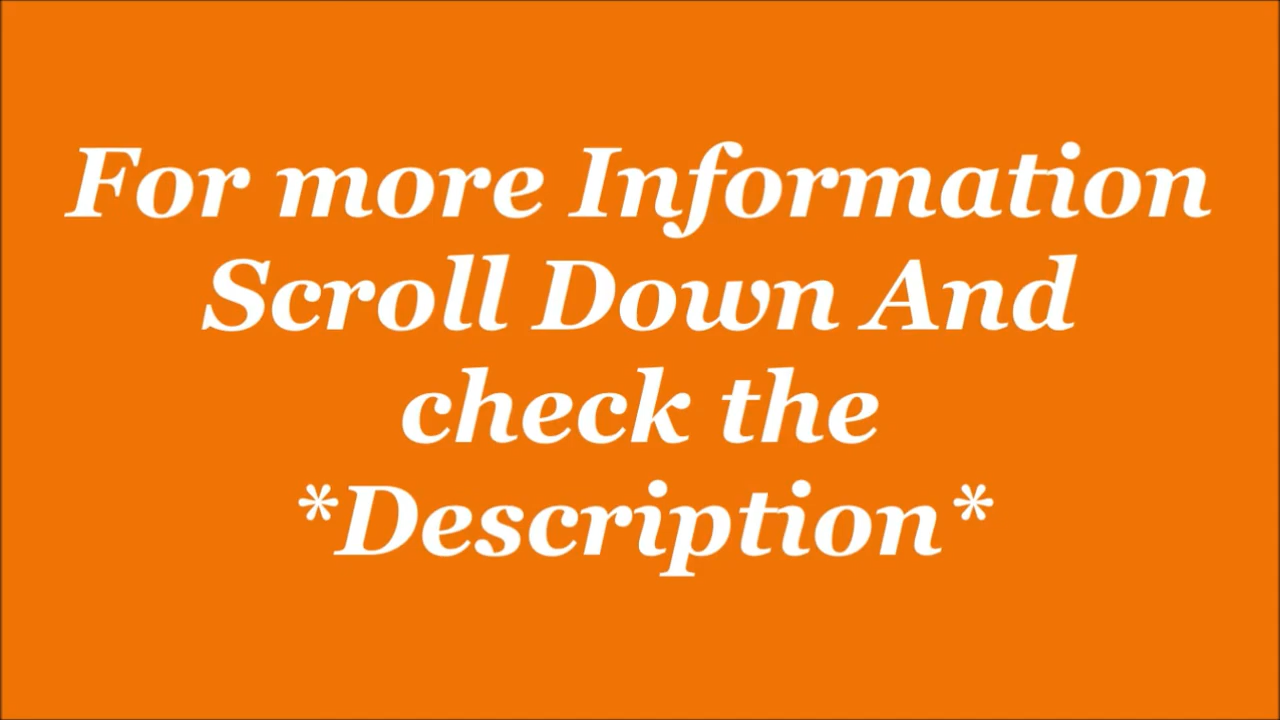 For more Information
Scroll Down And
check the
*Description*